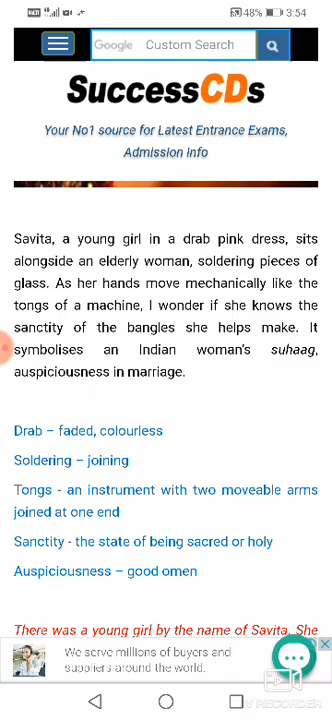 48% 3:54
Google Custom Search
SuccessCDs
Your No1 source for Latest Entrance Exams,
Admission info
Savita, a young girl in a drab pink dress, sits
alongside an elderly woman, soldering pieces of
glass. As her hands move mechanically like the
tongs of a machine, I wonder if she knows the
sanctity of the bangles she helps make. It
symbolises an Indian woman's suhaag,
auspiciousness in marriage.
Drab – faded, colourless
Soldering – joining
Tongs - an instrument with two moveable arms
joined at one end
Sanctity - the state of being sacred or holy
Auspiciousness – good omen
There was a young girl by the name of Savita. She
We serve millions of buyers and
suppliers around the world.
V RECORDER